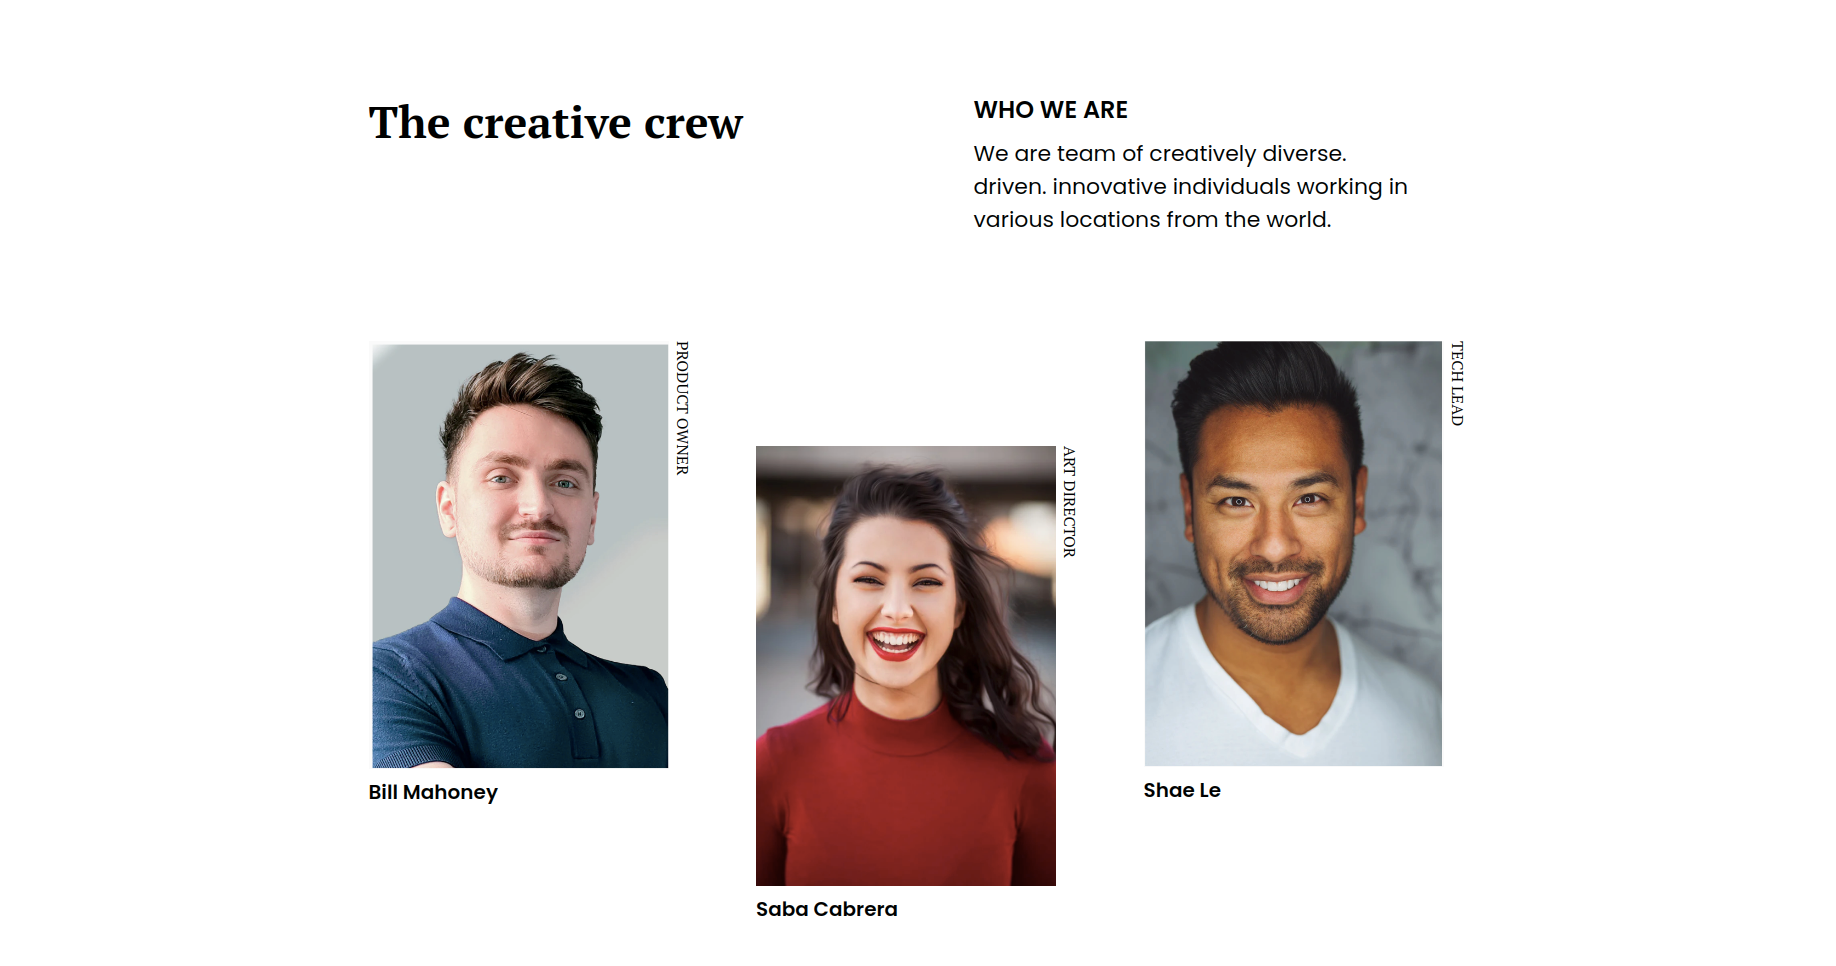 The creative crew
WHO WE ARE
We are team of creatively diverse.
driven. innovative individuals working in
various locations from the world.
PRODUCT OWNER
Bill Mahoney
ART DIRECTOR
Saba Cabrera
TECH LEAD
Shae Le